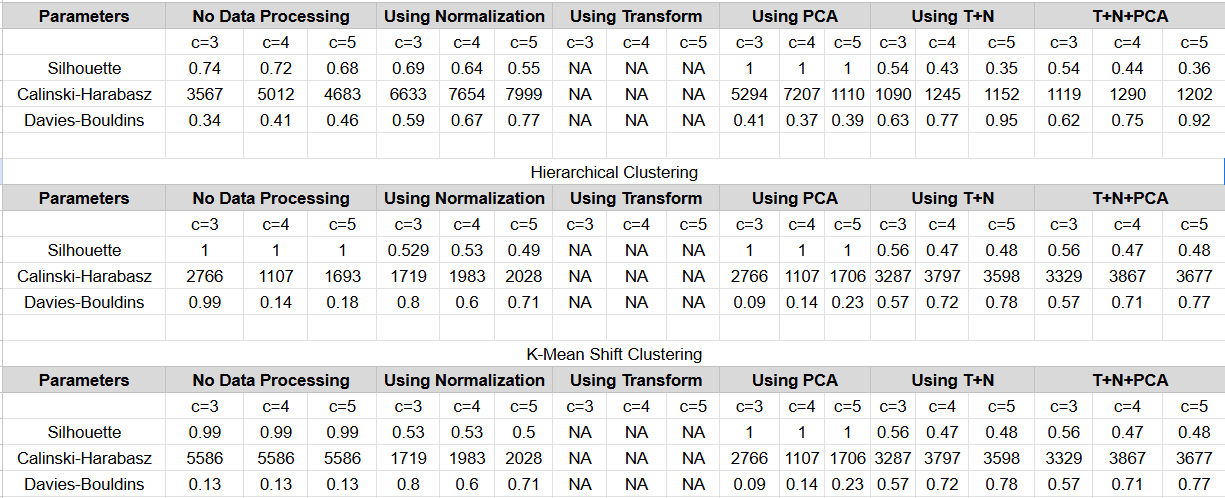 Parameters No Data Processing Using Normalization Using Transform Using PCA Using T+N T+N+PCA
c=3 c=4 c=5 c=3 c=4 c=5 c=3 c=4 c=5 c=3 c=4 c=5 c=3 c=4 c=5 c=3 c=4 c=5
Silhouette 0.74 0.72 0.68 0.69 0.64 0.55 NA NA NA 1 1 1 0.54 0.43 0.35 0.54 0.44 0.36
Calinski-Harabasz 3567 5012 4683 6633 7654 7999 NA NA NA 5294 7207 1110 1090 1245 1152 1119 1290 1202
Davies-Bouldins 0.34 0.41 0.46 0.59 0.67 0.77 NA NA NA 0.41 0.37 0.39 0.63 0.77 0.95 0.62 0.75 0.92
Hierarchical Clustering
Parameters No Data Processing Using Normalization Using Transform Using PCA Using T+N T+N+PCA
c=3 c=4 c=5 c=3 c=4 c=5 c=3 c=4 c=5 c=3 c=4 c=5 c=3 c=4 c=5 c=3 c=4 c=5
Silhouette 1 1 1 0.529 0.53 0.49 NA NA NA 1 1 1 0.56 0.47 0.48 0.56 0.47 0.48
Calinski-Harabasz 2766 1107 1693 1719 1983 2028 NA NA NA 2766 1107 1706 3287 3797 3598 3329 3867 3677
Davies-Bouldins 0.99 0.14 0.18 0.8 0.6 0.71 NA NA NA 0.09 0.14 0.23 0.57 0.72 0.78 0.57 0.71 0.77
K-Mean Shift Clustering
Parameters No Data Processing Using Normalization Using Transform Using PCA Using T+N T+N+PCA
c=3 c=4 c=5 c=3 c=4 c=5 c=3 c=4 c=5 c=3 c=4 c=5 c=3 c=4 c=5 c=3 c=4 c=5
Silhouette 0.99 0.99 0.99 0.53 0.53 0.5 NA NA NA 1 1 1 0.56 0.47 0.48 0.56 0.47 0.48
Calinski-Harabasz 5586 5586 5586 1719 1983 2028 NA NA NA 2766 1107 1706 3287 3797 3598 3329 3867 3677
Davies-Bouldins 0.13 0.13 0.13 0.8 0.6 0.71 NA NA NA 0.09 0.14 0.23 0.57 0.72 0.78 0.57 0.71 0.77